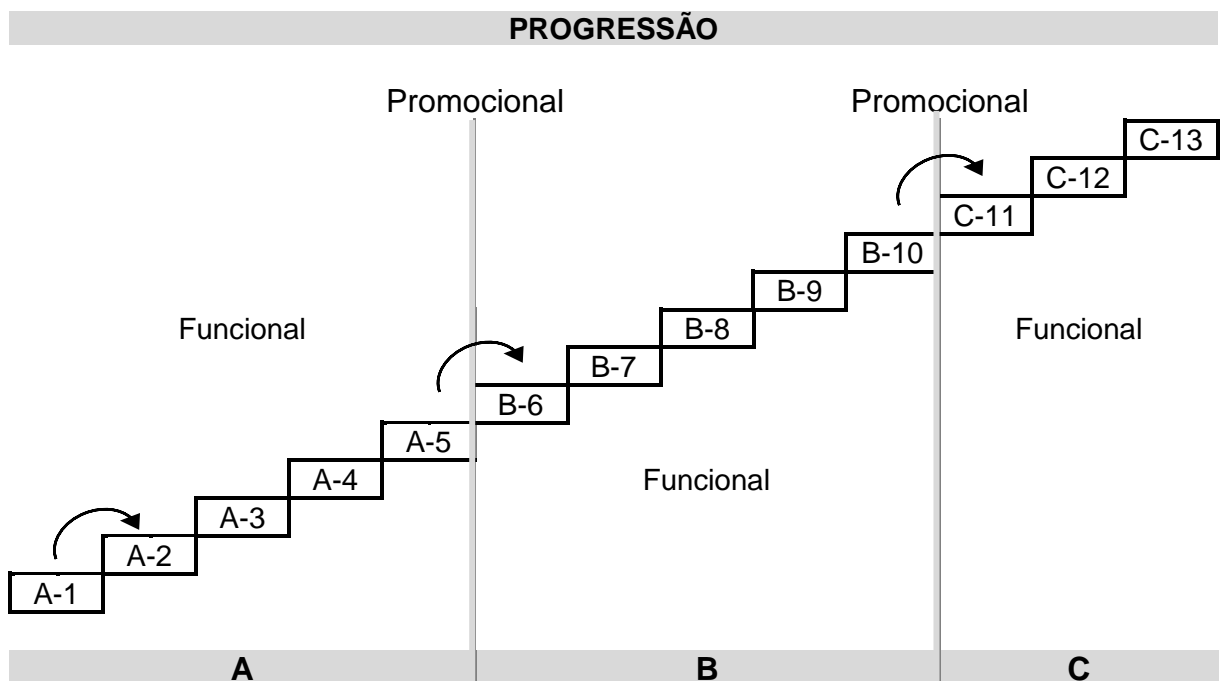 PROGRESSÃO
Promocional Promocional
C-13
C-12
C-11
B-10
B-9
Funcional B-8 Funcional
B-7
B-6
A-5
A-4 Funcional
A-3
A-2
A-1
A B C